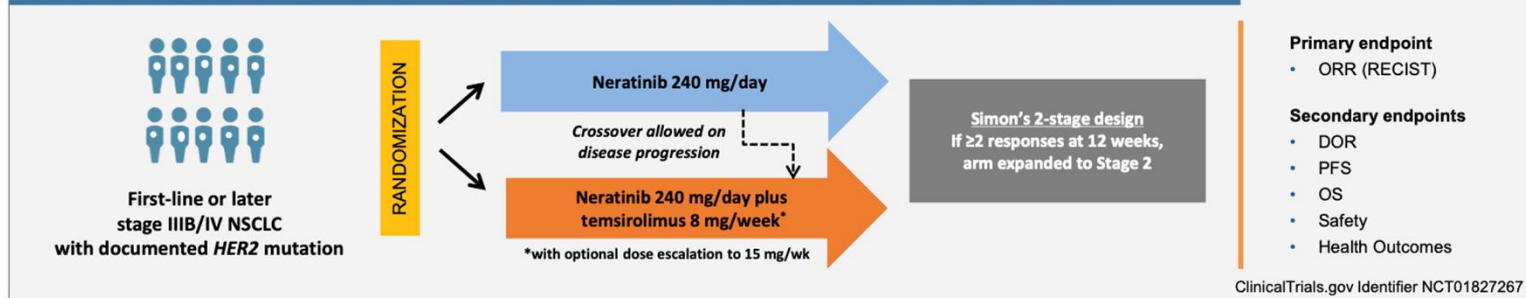 First-line or later
stage IIIB/IV NSCLC
with documented HER2 mutation
RANDOMIZATION
Neratinib 240 mg/day
Crossover allowed on
disease progression
Neratinib 240 mg/day plus
temsirolimus 8 mg/week*
*with optional dose escalation to 15 mg/wk
Simon's 2-stage design
If ≥2 responses at 12 weeks,
arm expanded to Stage 2
Primary endpoint
• ORR (RECIST)
Secondary endpoints
• DOR
• PFS
• OS
• Safety
• Health Outcomes
ClinicalTrials.gov Identifier NCT01827267